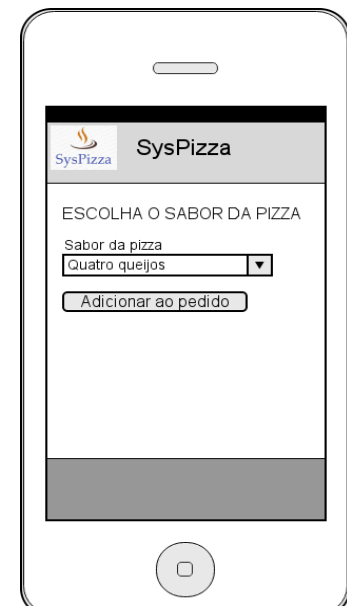 SysPizza
SysPizza
ESCOLHA O SABOR DA PIZZA
Sabor da pizza
Quatro queijos
Adicionar ao pedido